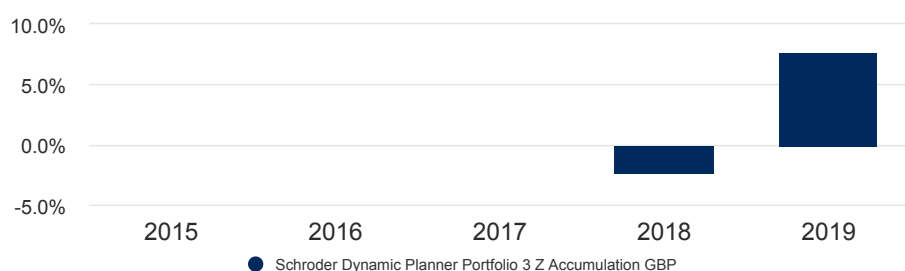 10.0%
5.0%
0.0%
-5.0%
2015 2016 2017 2018 2019
Schroder Dynamic Planner Portfolio 3 Z Accumulation GBP